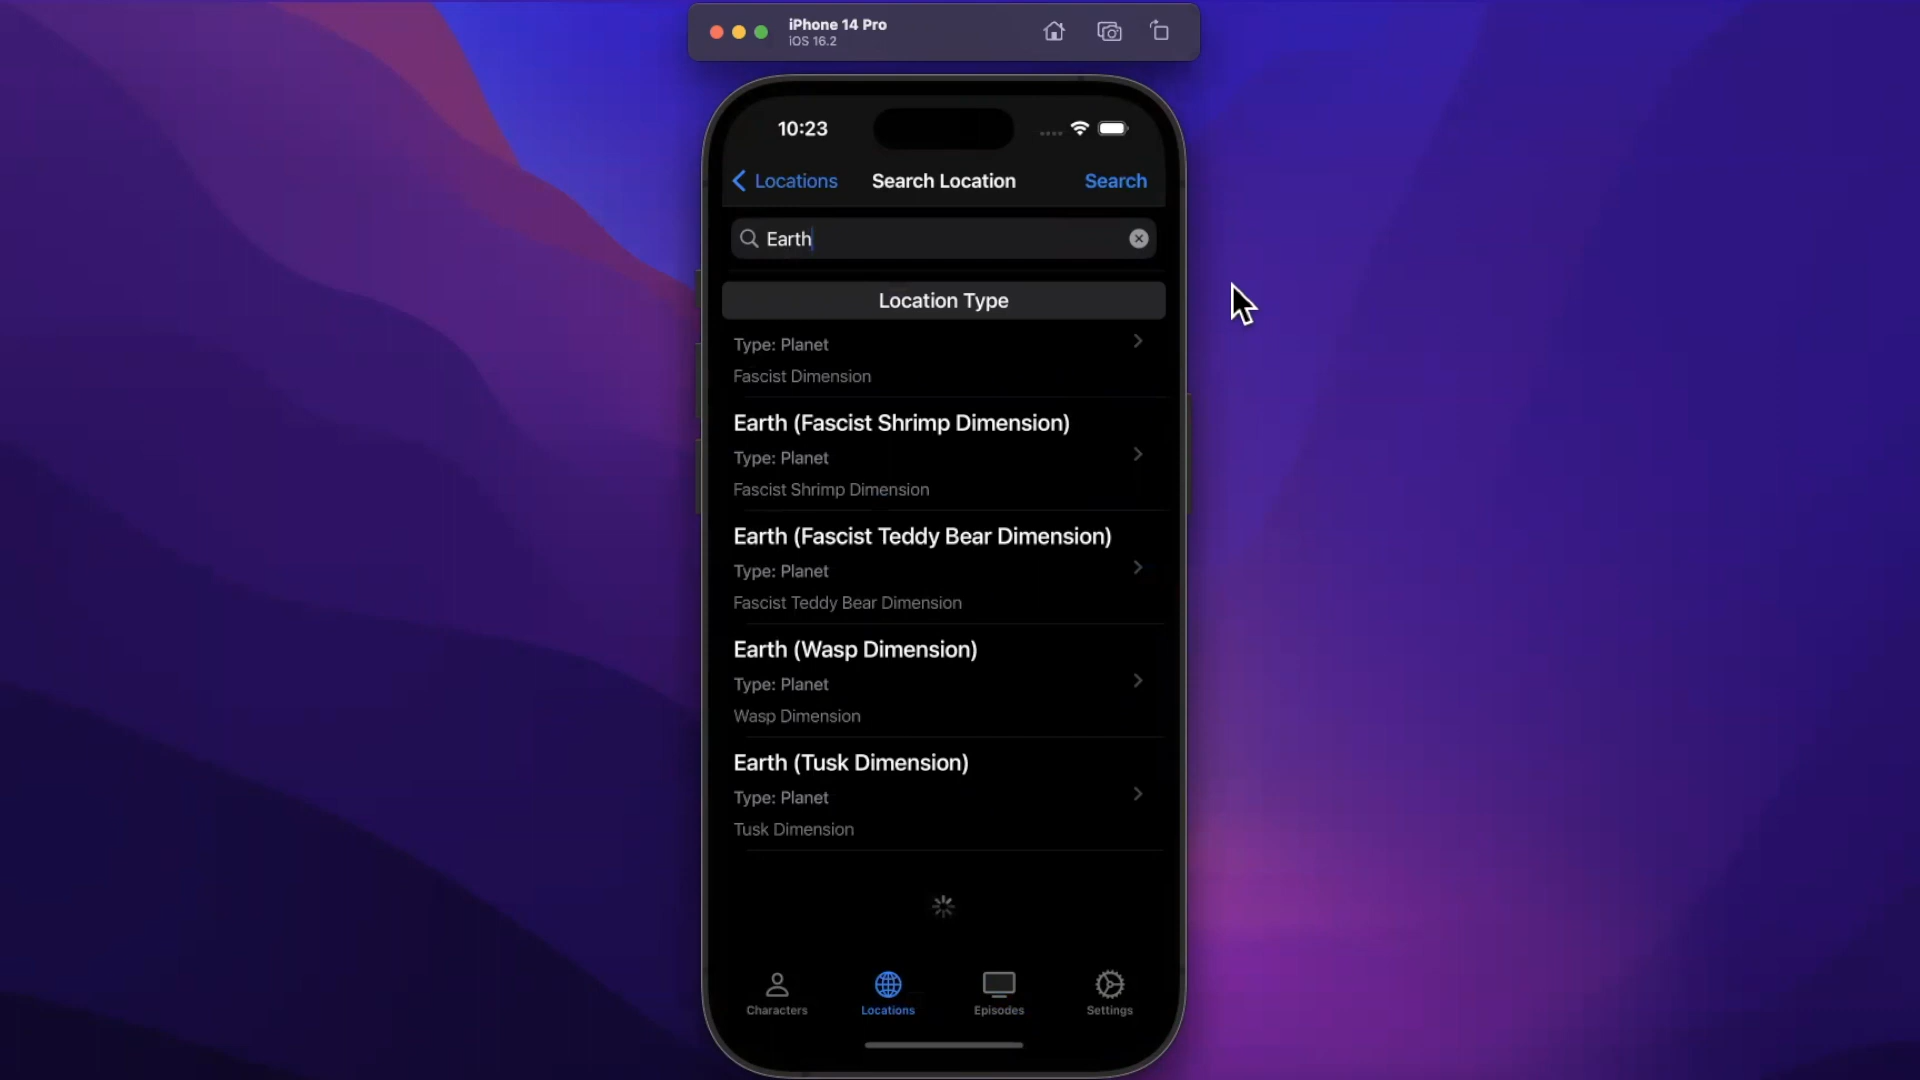 iPhone 14 Pro
iOS 16.2
10:23
Locations
Search Location
Search
Earth
Location Type
Type: Planet
Fascist Dimension
Earth (Fascist Shrimp Dimension)
Type: Planet
Fascist Shrimp Dimension
Earth (Fascist Teddy Bear Dimension)
Type: Planet
Fascist Teddy Bear Dimension
Earth (Wasp Dimension)
Type: Planet
Wasp Dimension
Earth (Tusk Dimension)
Type: Planet
Tusk Dimension
Characters
Locations
Episodes
Settings